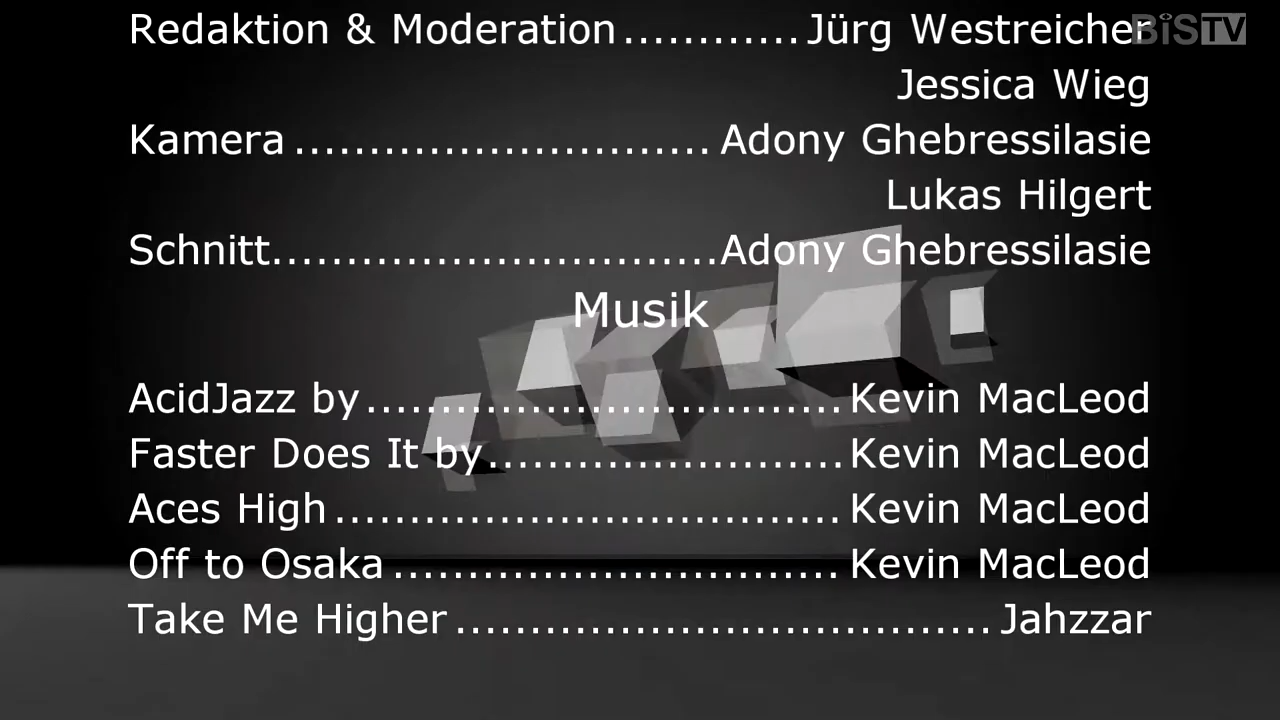 Redaktion & Moderation............Jürg Westreicher
BiSTV
Jessica Wieg
Kamera............................Adony Ghebressilasie
Lukas Hilgert
Schnitt..............................Adony Ghebressilasie
Musik
AcidJazz by................................Kevin MacLeod
Faster Does It by........................Kevin MacLeod
Aces High..................................Kevin MacLeod
Off to Osaka..............................Kevin MacLeod
Take Me Higher....................................Jahzzar